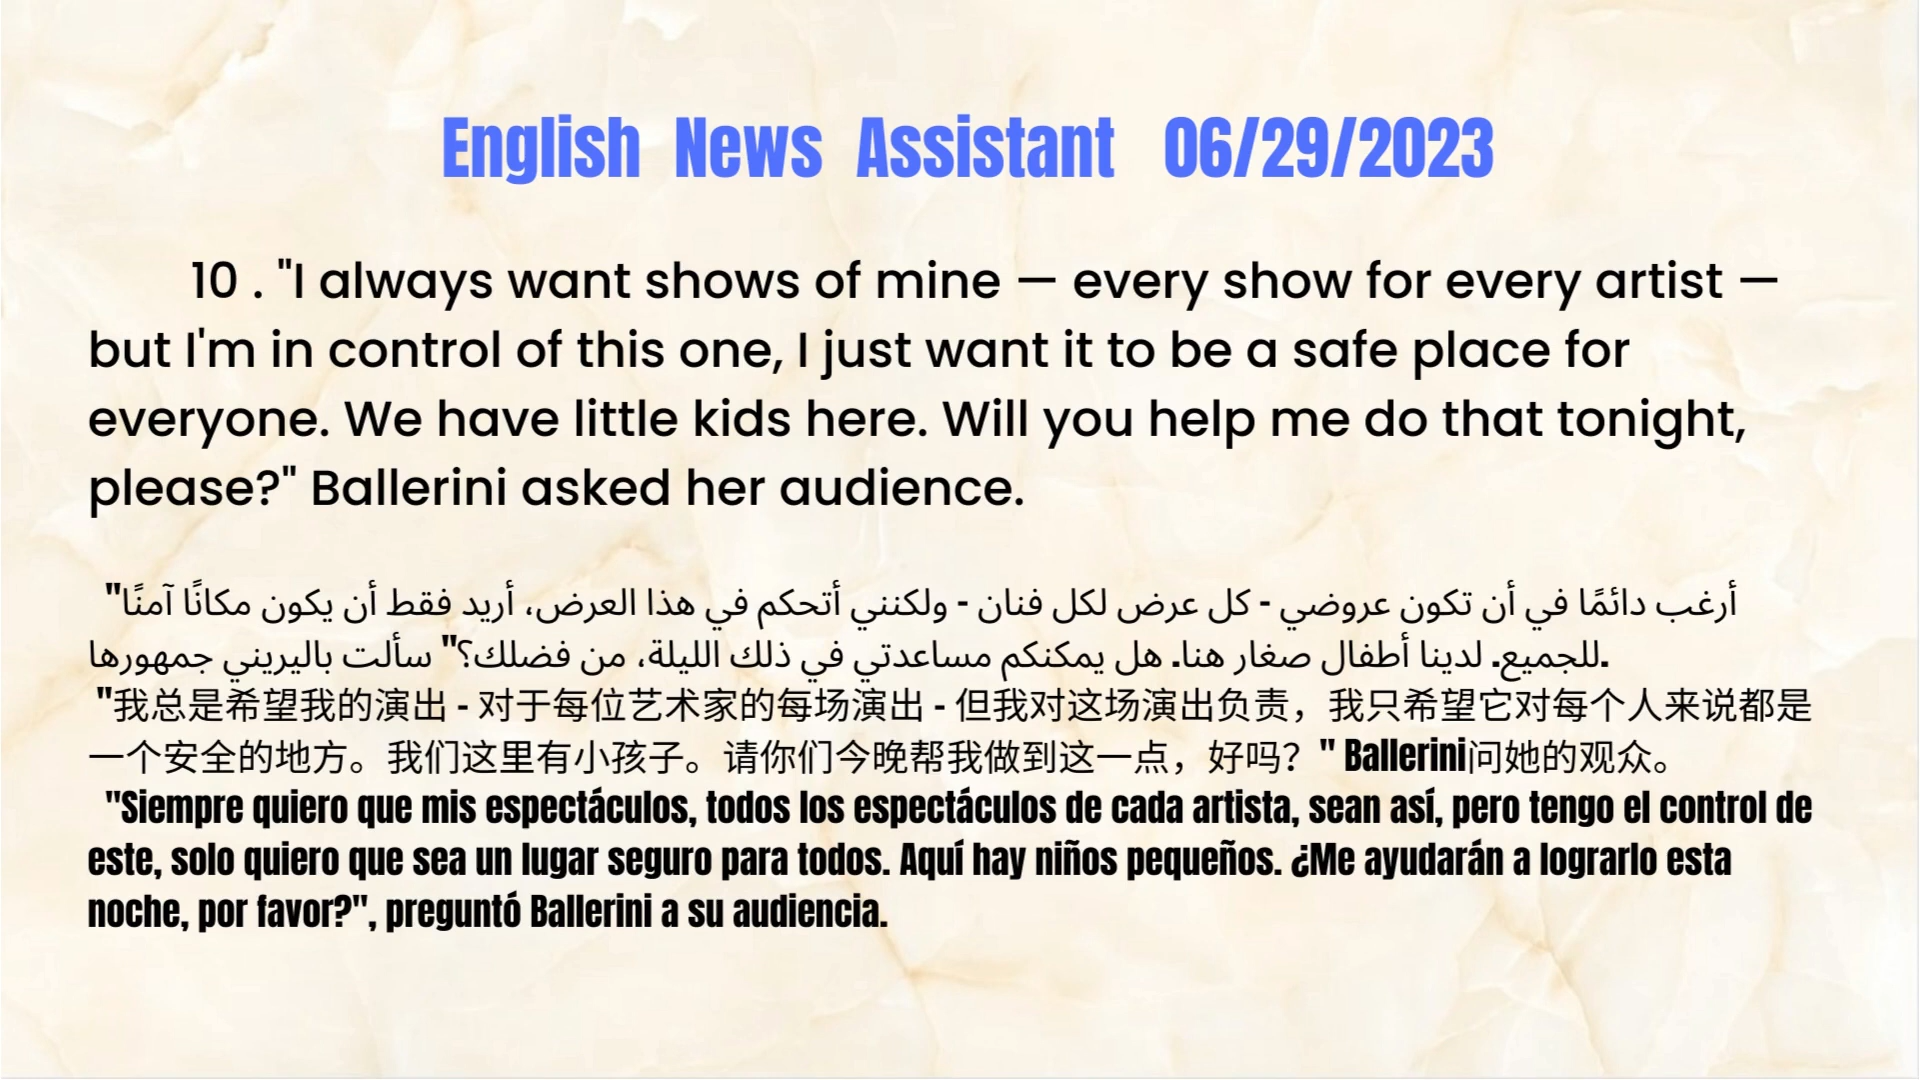 English News Assistant 06/29/2023
10 . "I always want shows of mine — every show for every artist —
but I'm in control of this one, I just want it to be a safe place for
everyone. We have little kids here. Will you help me do that tonight,
please?" Ballerini asked her audience.
"أرغب دائمًا في أن تكون عروضي - كل عرض لكل فنان - ولكنني أتحكم في هذا العرض، أريد فقط أن يكون مكانًا آمنًا
للجميع. لدينا أطفال صغار هنا. هل يمكنكم مساعدتي في ذلك الليلة، من فضلك؟" سألت باليريني جمهورها.
"我总是希望我的演出 - 对于每位艺术家的每场演出 - 但我对这场演出负责，我只希望它对每个人来说都是
一个安全的地方。我们这里有小孩子。请你们今晚帮我做到这一点，好吗？" Ballerini问她的观众。
"Siempre quiero que mis espectáculos, todos los espectáculos de cada artista, sean así, pero tengo el control de
este, solo quiero que sea un lugar seguro para todos. Aquí hay niños pequeños. ¿Me ayudarán a lograrlo esta
noche, por favor?", preguntó Ballerini a su audiencia.